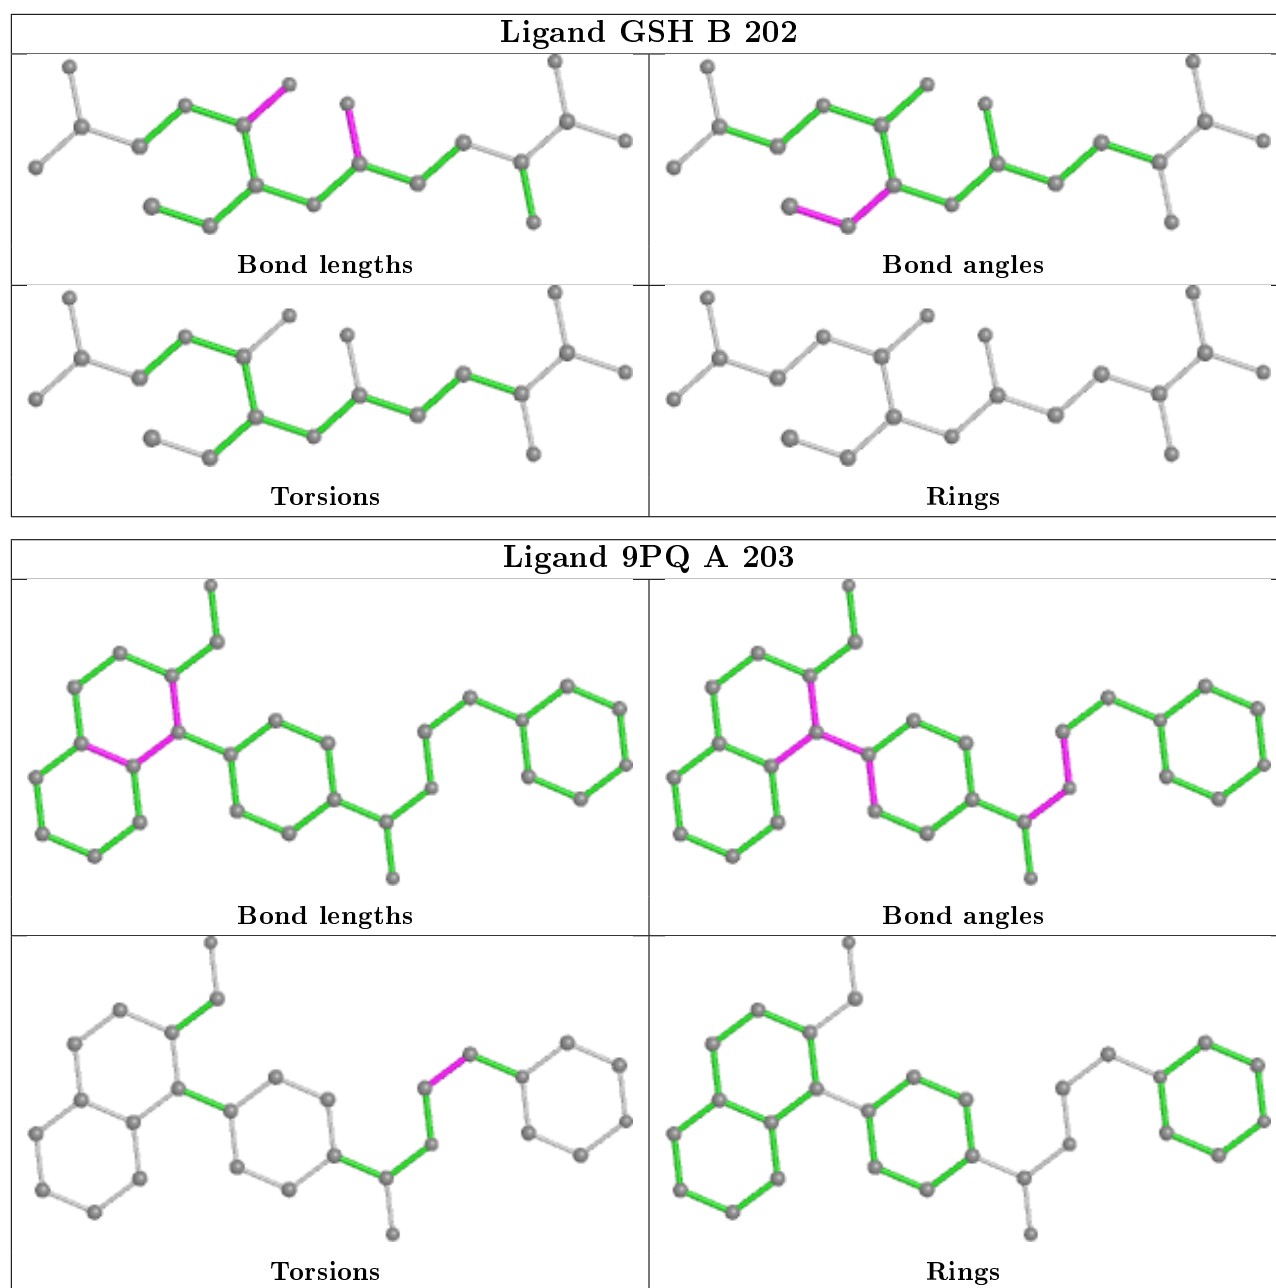 Ligand GSH B 202
Bond lengths
Bond angles
Torsions
Rings
Ligand 9PQ A 203
Bond lengths
Bond angles
Torsions
Rings